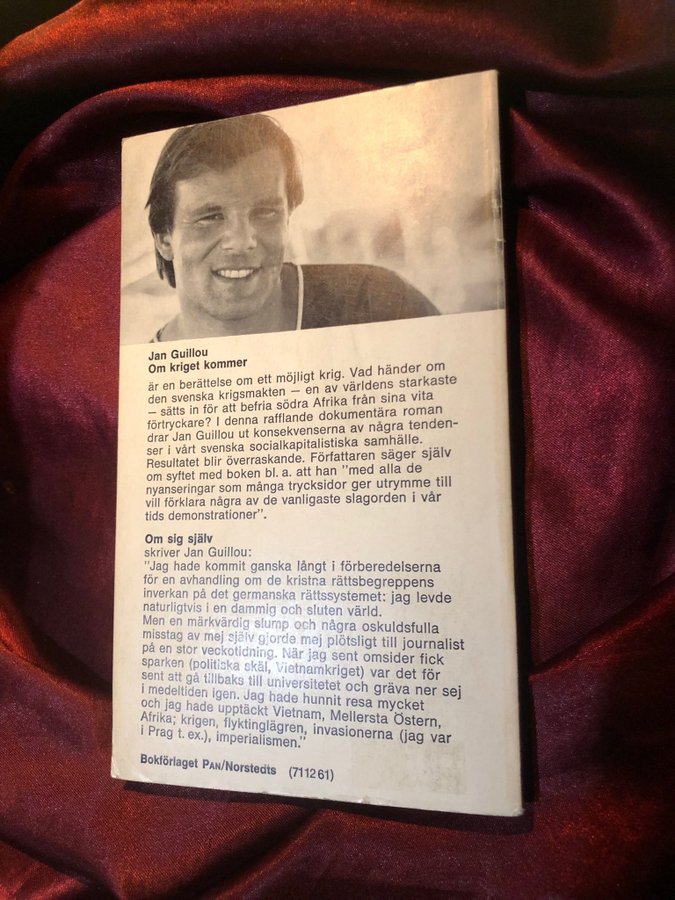 Jan Guillou
Om kriget kommer
är en berättelse om ett möjligt krig. Vad händer om
den svenska krigsmakten – en av världens starkaste
– sätts in för att befria södra Afrika från sina vita
förtryckare? I denna rafflande dokumentära roman
drar Jan Guillou ut konsekvenserna av några tenden-
ser i vårt svenska socialkapitalistiska samhälle.
Resultatet blir överraskande. Författaren säger själv
om syftet med boken bl. a. att han "med alla de
nyanseringar som många trycksidor ger utrymme till
vill förklara några av de vanligaste slagorden i vår
tids demonstrationer".
Om sig själv
skriver Jan Guillou:
"Jag hade kommit ganska långt i förberedelserna
för en avhandling om de kristna rättsbegreppens
inverkan på det germanska rättssystemet: jag levde
naturligtvis i en dammig och sluten värld.
Men en märkvärdig slump och några oskuldsfulla
misstag av mej själv gjorde mej plötsligt till journalist
på en stor veckotidning. När jag sent omsider fick
sparken (politiska skäl, Vietnamkriget) var det för
sent att gå tillbaks till universitetet och gräva ner sej
i medeltiden igen. Jag hade hunnit resa mycket
och jag hade upptäckt Vietnam, Mellersta Östern,
Afrika; krigen, flyktinglägren, invasionerna (jag var
i Prag t. ex.), imperialismen."
Bokförlaget PAN/Norstedts (711261)